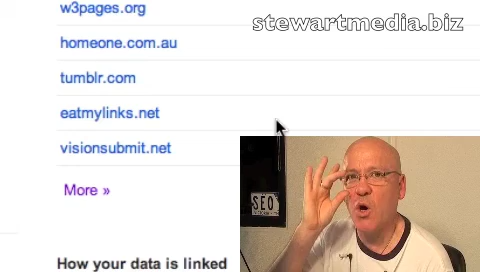 w3pages.org
stewartmedia.biz
homeone.com.au
tumblr.com
eatmylinks.net
visionsubmit.net
More »
SEO
How your data is linked